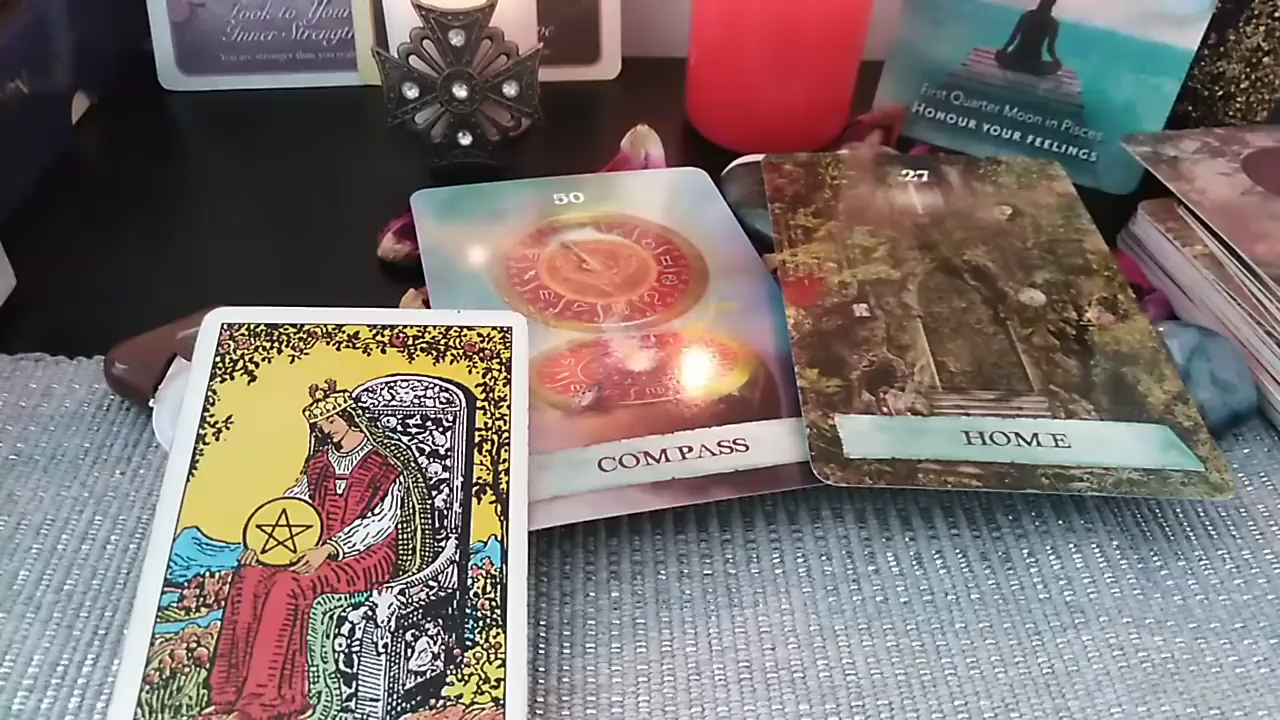 Look to Your
Inner Strength
You are stronger than you
First Quarter Moon in Pisces
HONOUR YOUR FEELINGS
50
27
COMPASS
HOME